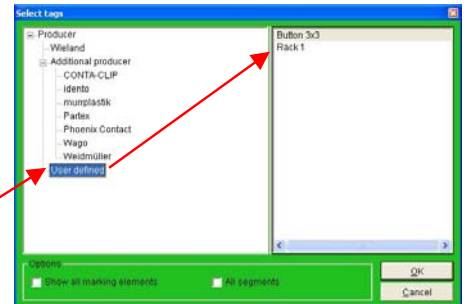 Select tags
Producer
Wieland
Additional producer
CONTA-CLIP
idento
murrplastik
Partex
Phoenix Contact
Wago
Weidmüller
User defined
Button 3x3
Rack 1
Options
Show all marking elements
All segments
OK
Cancel